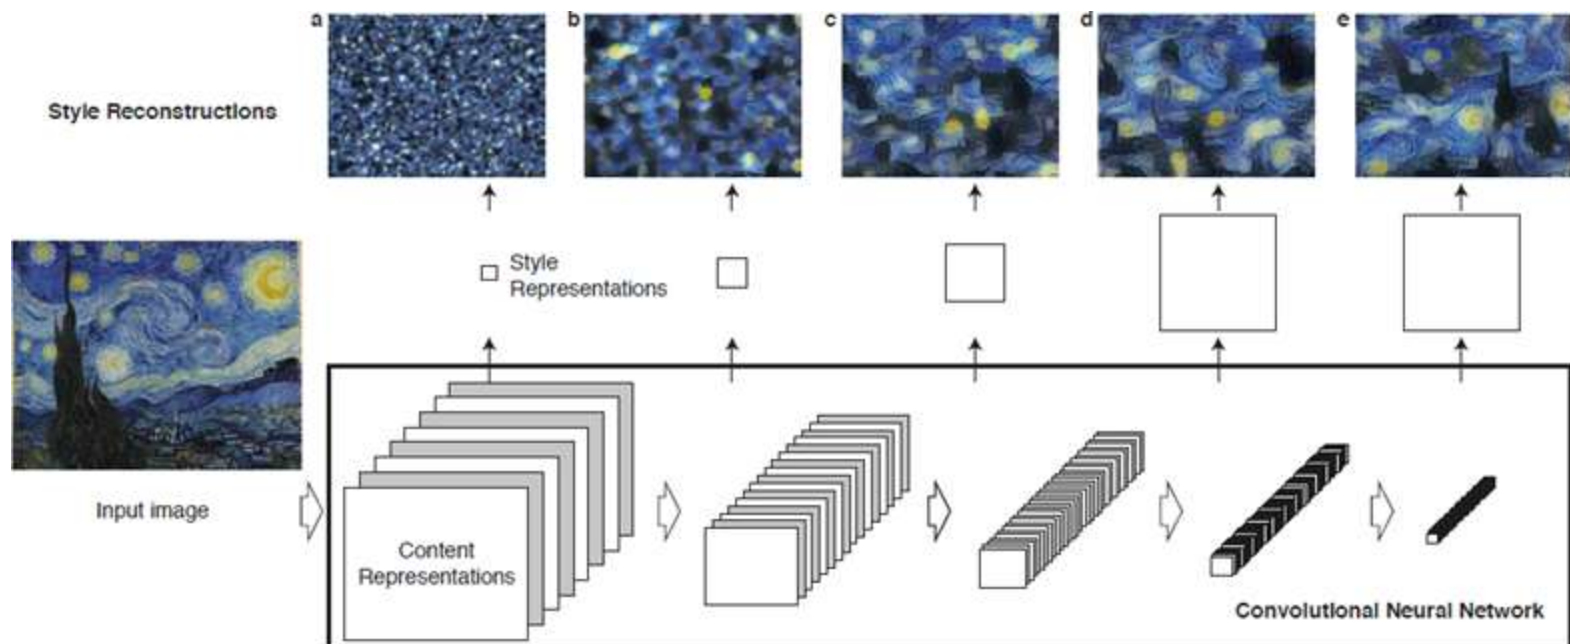 a b c d e
Style Reconstructions
Style
Representations
Input image
Content
Representations
Convolutional Neural Network